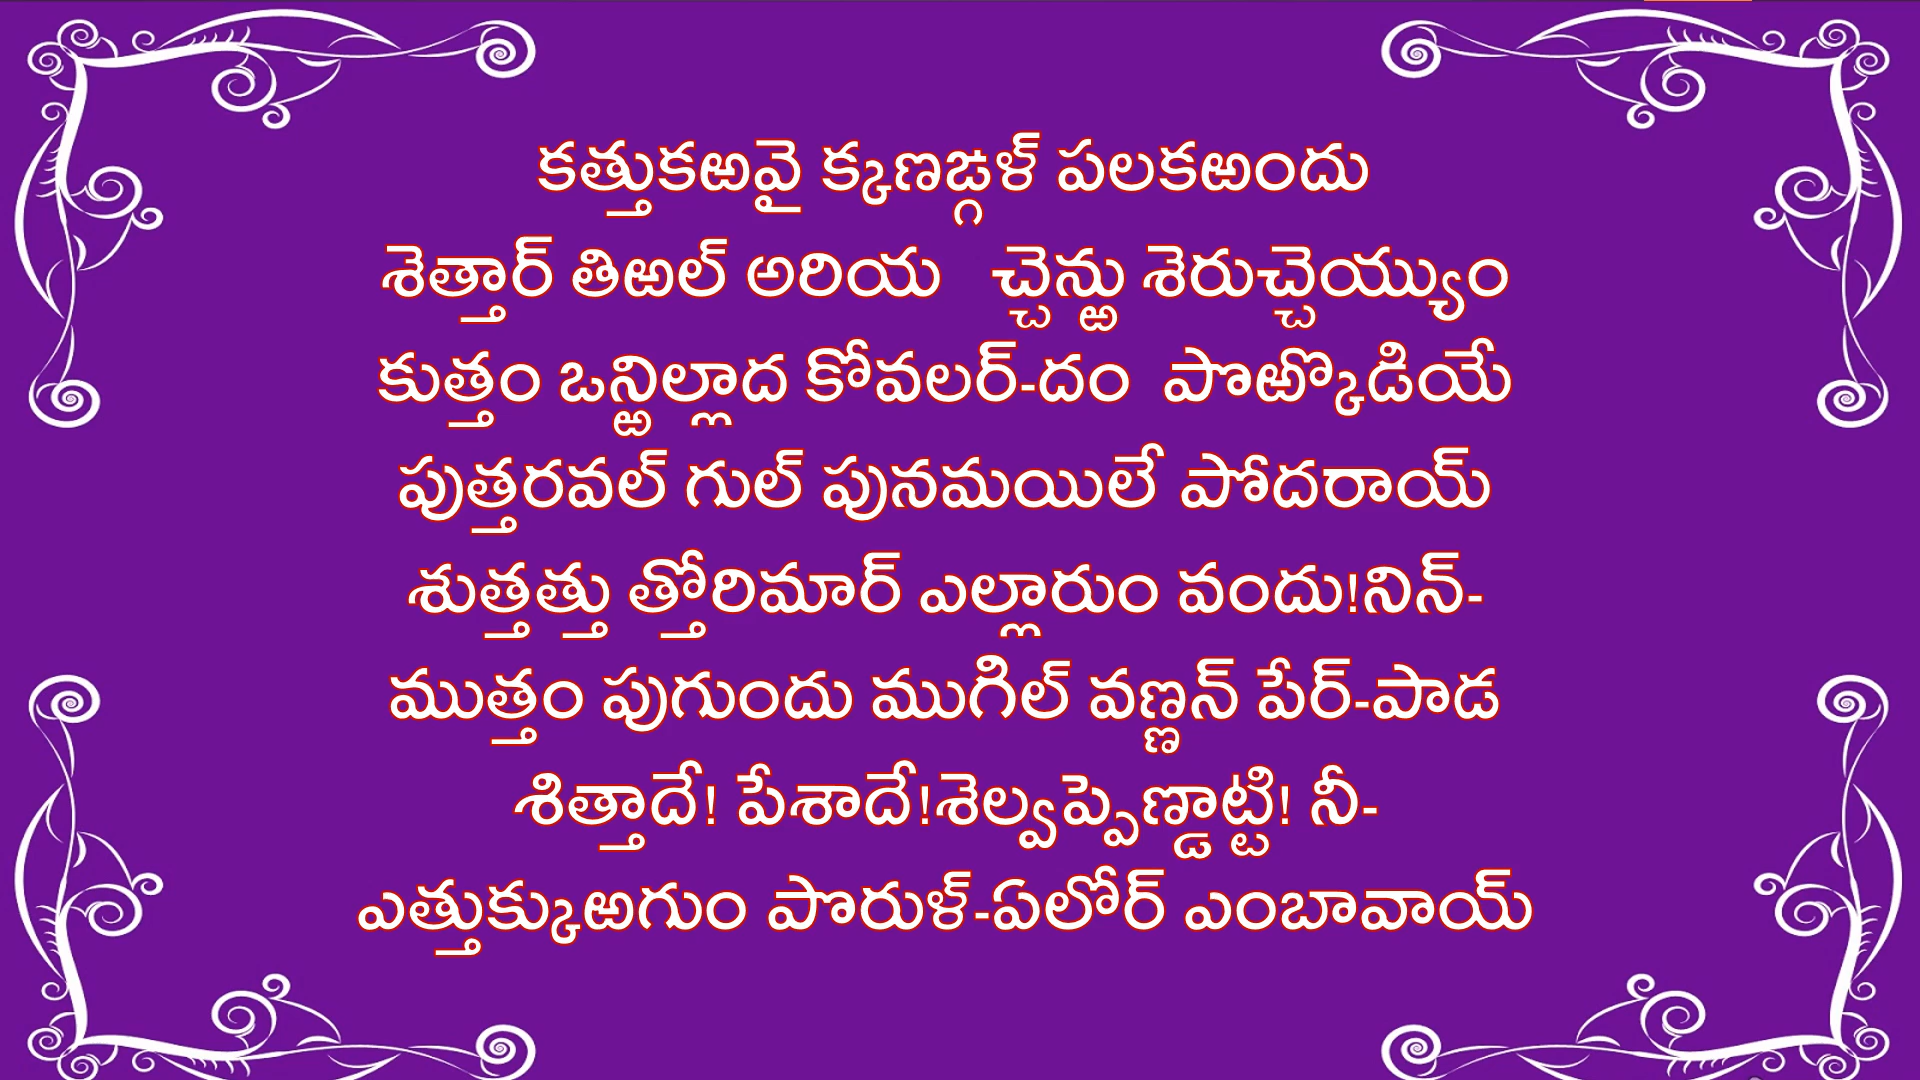 కత్తుకఱవై క్కణఙ్గళ్ పలకఱందు
శెత్తార్ తిఱల్ అరియ చ్చెన్ఱు శెరుచ్చెయ్యుం
కుత్తం ఒన్ఱిల్లాద కోవలర్-దం పొఱ్కొడియే
పుత్తరవల్ గుల్ పునమయిలే పోదరాయ్
శుత్తత్తు త్తోరిమార్ ఎల్లారుం వందు!నిన్-
ముత్తం పుగుందు ముగిల్ వణ్ణన్ పేర్-పాడ
శిత్తాదే! పేశాదే!శెల్వప్పెణ్డాట్టి! నీ-
ఎత్తుక్కుఱగుం పొరుళ్-ఏలోర్ ఎంబావాయ్